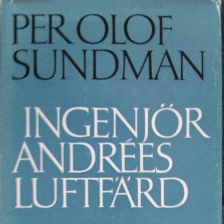 PER OLOF
SUNDMAN
INGENJÖR
ANDRÉES
LUFTFÄRD